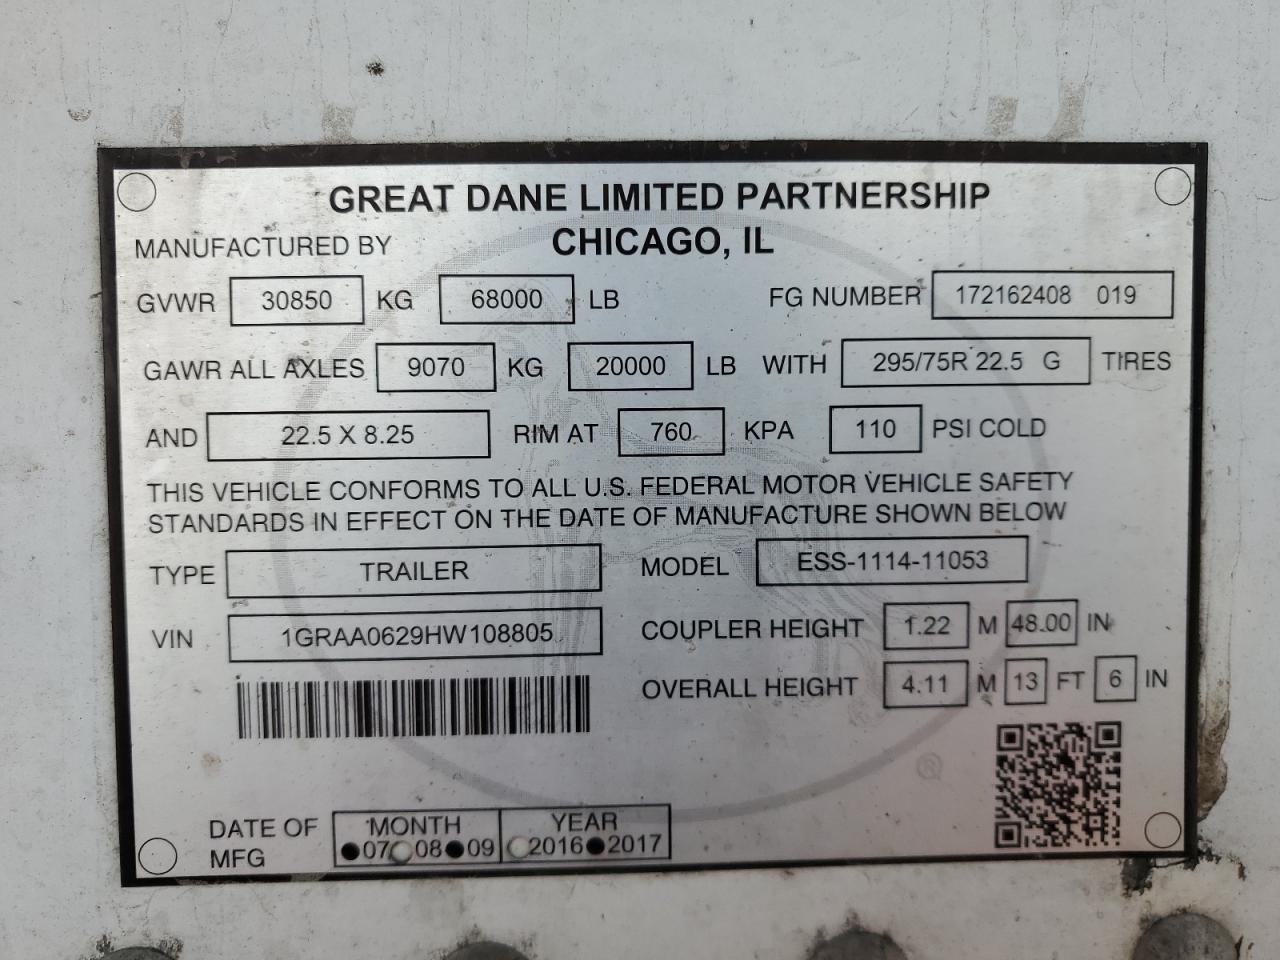 GREAT DANE LIMITED PARTNERSHIP
MANUFACTURED BY CHICAGO, IL
GVWR 30850 KG 68000 LB FG NUMBER 172162408 019
GAWR ALL AXLES 9070 KG 20000 LB WITH 295/75R 22.5 G TIRES
AND 22.5 X 8.25 RIM AT 760 KPA 110 PSI COLD
THIS VEHICLE CONFORMS TO ALL U.S. FEDERAL MOTOR VEHICLE SAFETY
STANDARDS IN EFFECT ON THE DATE OF MANUFACTURE SHOWN BELOW
TYPE TRAILER MODEL ESS-1114-11053
VIN 1GRAA0629HW108805 COUPLER HEIGHT 1.22 M 48.00 IN
OVERALL HEIGHT 4.11 M 13 FT 6 IN
®
DATE OF MONTH YEAR
MFG 07 08 09 2016 2017